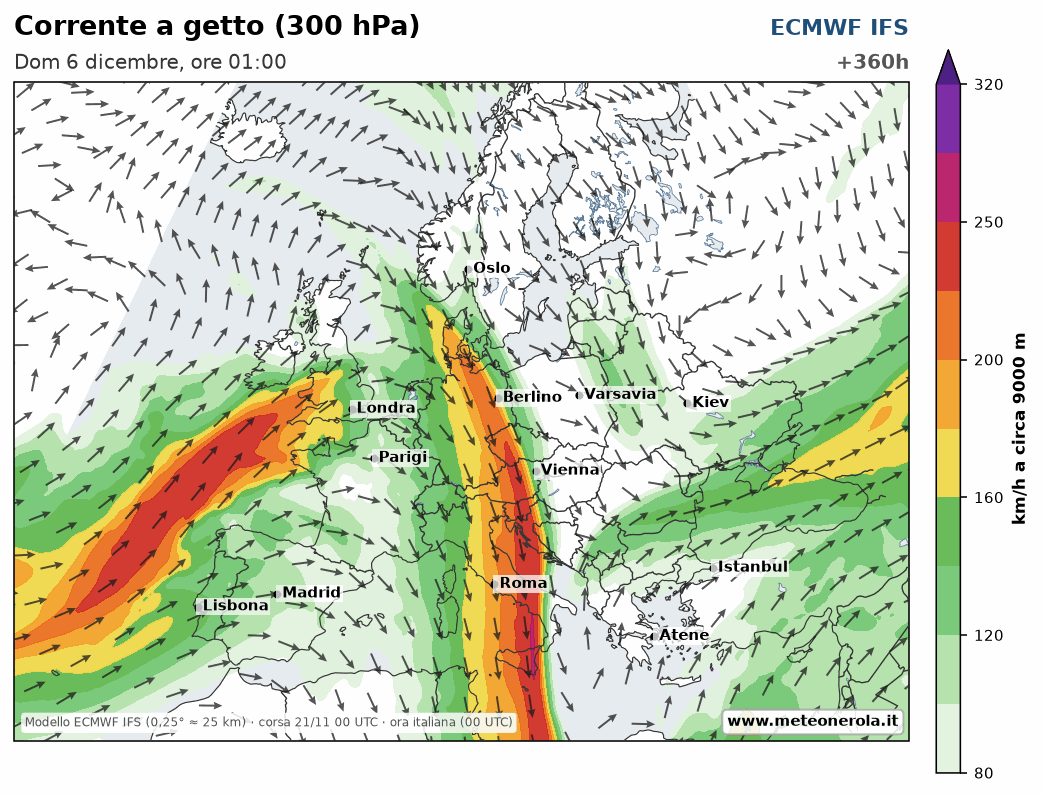 Corrente a getto (300 hPa)
ECMWF IFS
Dom 6 dicembre, ore 01:00
+360h
320
250
200
160
120
80
km/h a circa 9000 m
Oslo
Berlino
Varsavia
Kiev
Londra
Parigi
Vienna
Istanbul
Roma
Madrid
Lisbona
Atene
Modello ECMWF IFS (0,25° ≈ 25 km) · corsa 21/11 00 UTC · ora italiana (00 UTC)
www.meteonerola.it